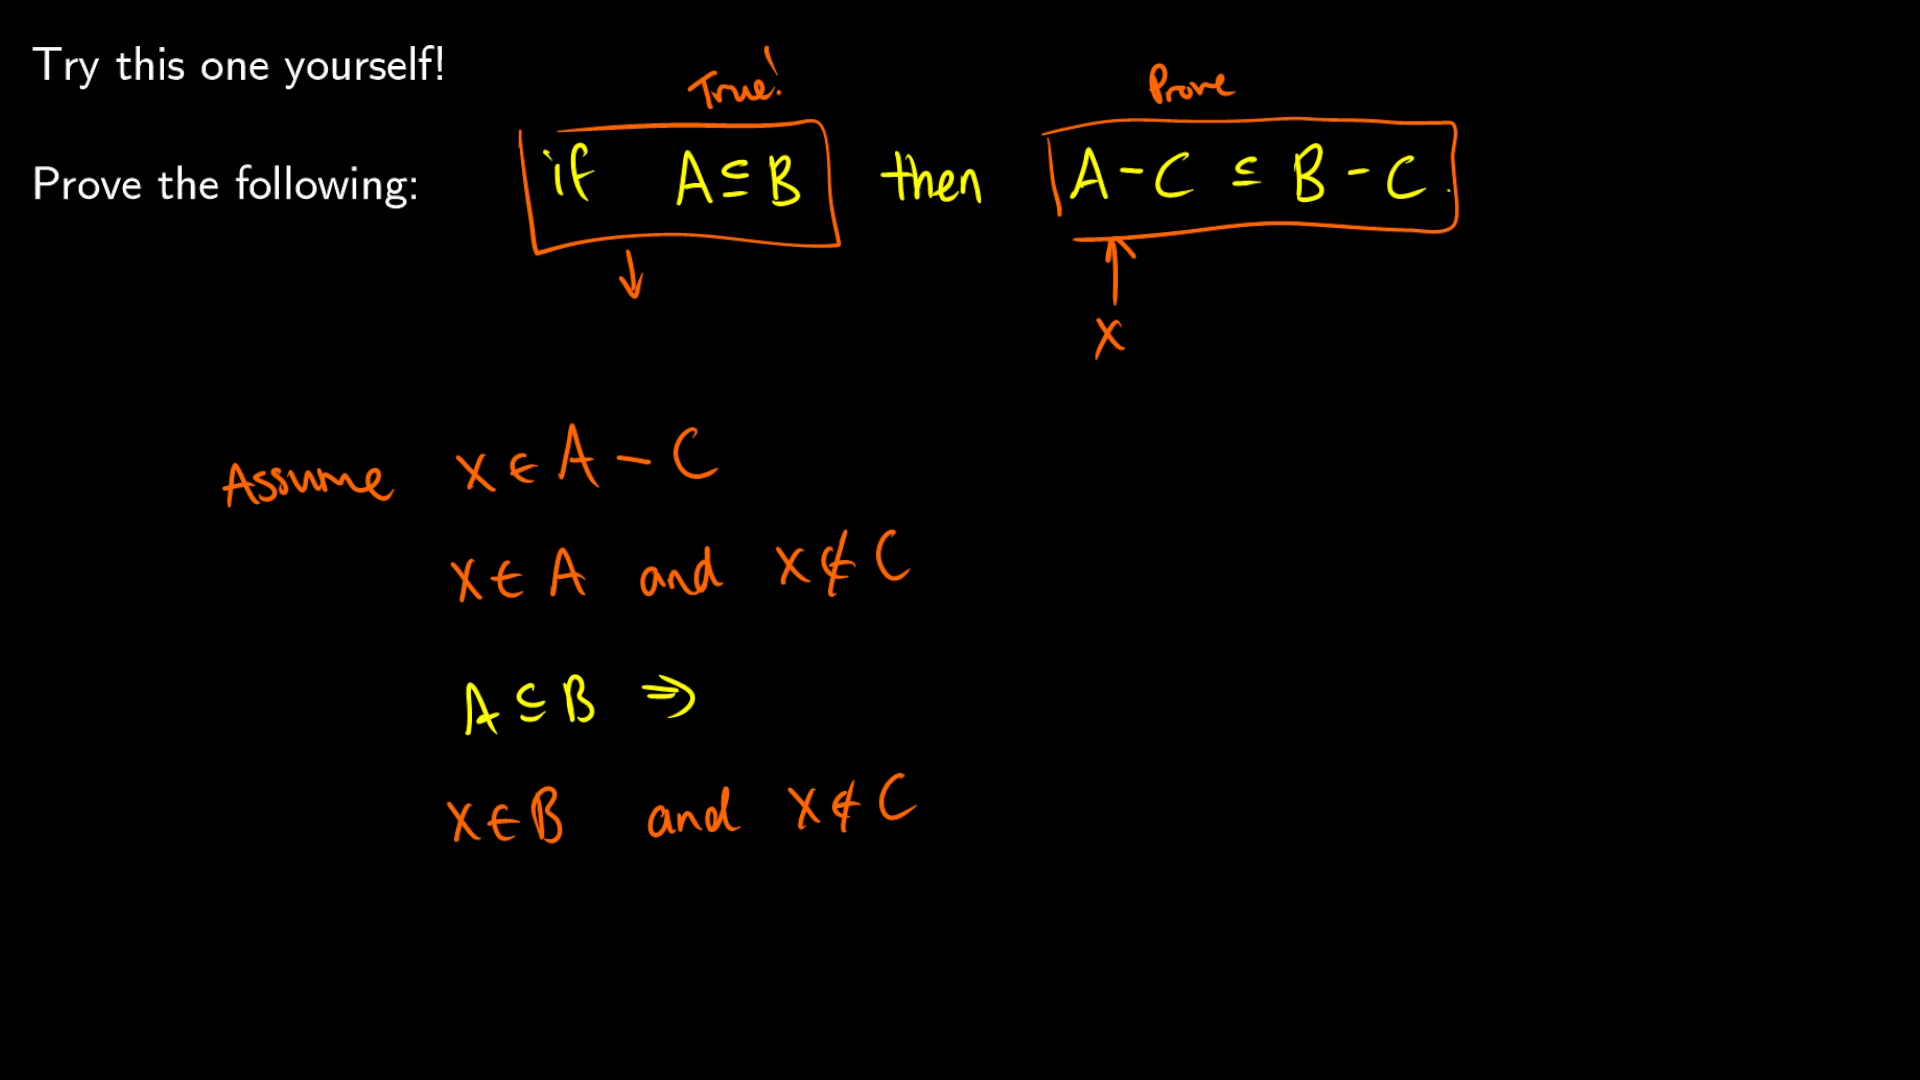 Try this one yourself!
True! Prove
Prove the following: if A ⊆ B then A - C ⊆ B - C.
x
Assume x ∈ A - C
x ∈ A and x ∉ C
A ⊆ B ⇒
x ∈ B and x ∉ C